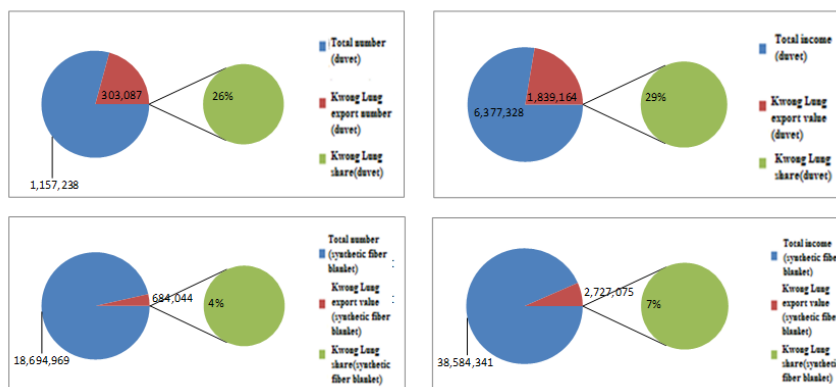 Total number
(duvet)
303,087
26%
Kwong Lung
export number
(duvet)
Kwong Lung
share(duvet)
1,157,238
Total income
(duvet)
1,839,164
6,377,328
29%
Kwong Lung
export value
(duvet)
Kwong Lung
share(duvet)
Total number
(synthetic fiber
blanket)
:
684,044
4%
Kwong Lung
export value
(synthetic fiber
blanket)
:
Kwong Lung
share(synthetic
fiber blanket)
18,694,969
Total income
(synthetic fibe
blanket)
2,727,075
7%
Kwong Lung
export value
(synthetic fibe
blanket)
Kwong Lung
share(synthetic
fiber blanket)
38,584,341